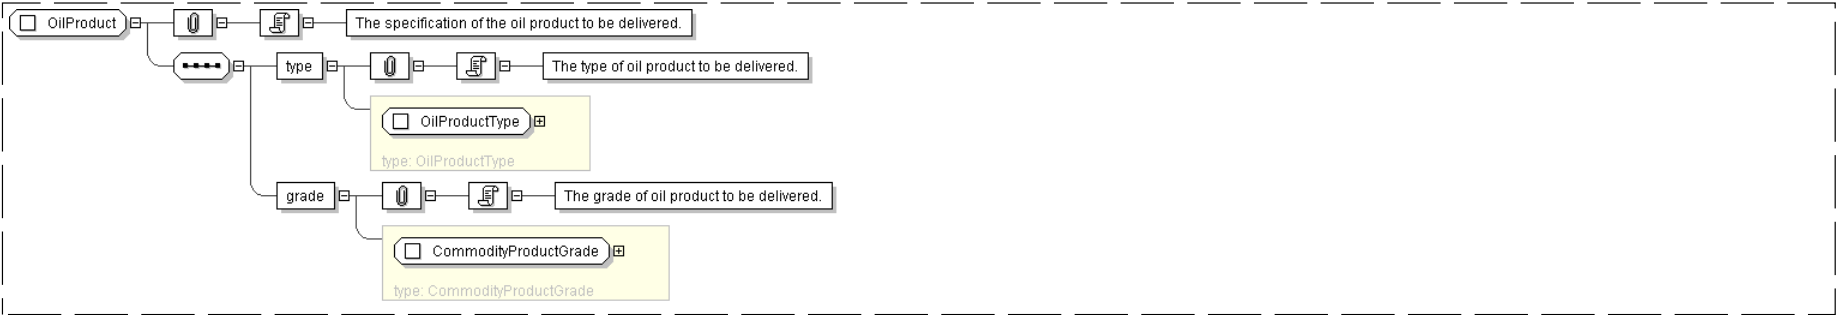 OilProduct
The specification of the oil product to be delivered.
type
The type of oil product to be delivered.
OilProductType
type: OilProductType
grade
The grade of oil product to be delivered.
CommodityProductGrade
type: CommodityProductGrade